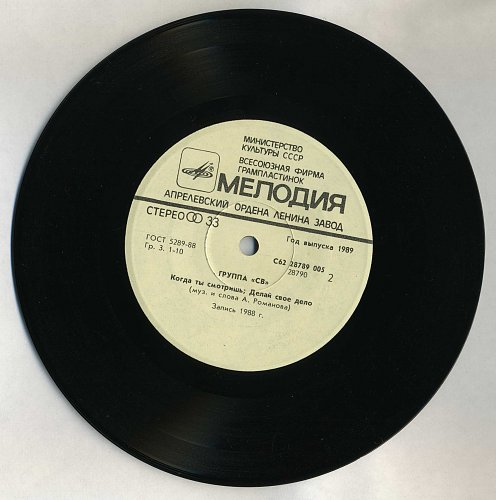 МИНИСТЕРСТВО
КУЛЬТУРЫ СССР
ВСЕСОЮЗНАЯ ФИРМА
ГРАМПЛАСТИНОК
МЕЛОДИЯ
АПРЕЛЕВСКИЙ ОРДЕНА ЛЕНИНА ЗАВОД
СТЕРЕО 33
Год выпуска 1989
ГОСТ 5289-88
Гр. 3. 1-10
С62 28789 005
28790
2
ГРУППА «СВ»
Когда ты смотришь; Делай свое дело
(муз. и слова А. Романова)
Запись 1988 г.